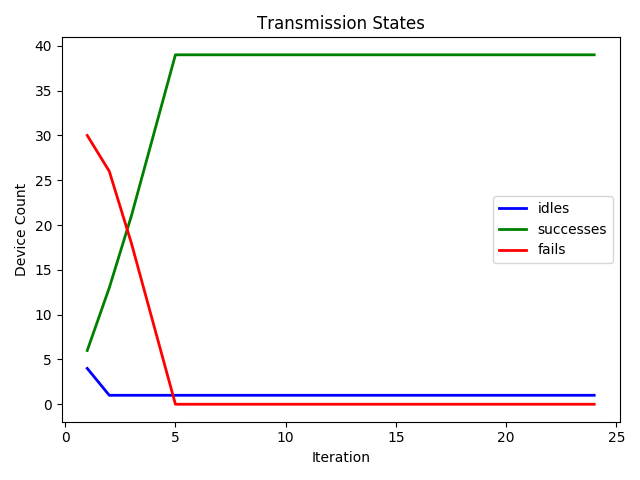 Transmission States
Device Count
40
35
30
25
20
15
10
5
0
idles
successes
fails
0 5 10 15 20 25
Iteration